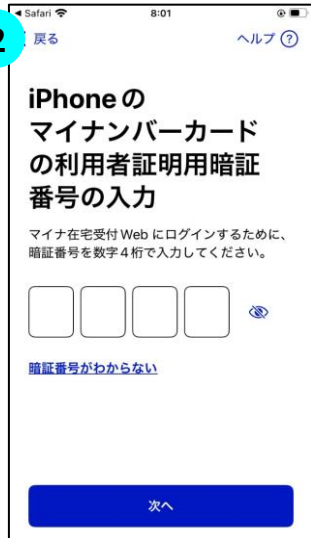 ◀ Safari 8:01
2
戻る ヘルプ ?
iPhoneの
マイナンバーカード
の利用者証明用暗証
番号の入力
マイナ在宅受付Webにログインするために、
暗証番号を数字4桁で入力してください。
暗証番号がわからない
次へ